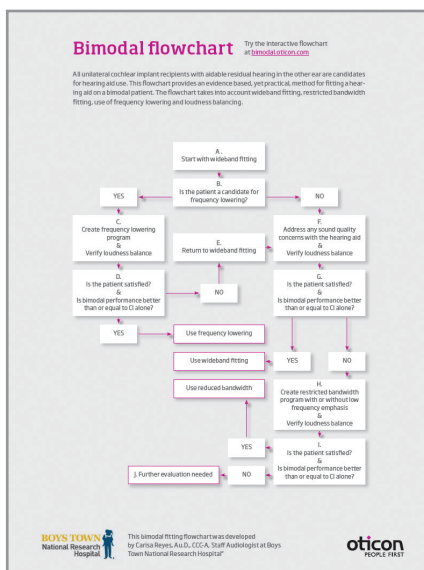 Bimodal flowchart
Try the interactive flowchart
at bimodal.oticon.com
All unilateral cochlear implant recipients with aidable residual hearing in the other ear are candidates
for hearing aid use. This flowchart provides an evidence based, yet practical, method for fitting a hear-
ing aid on a bimodal patient. The flowchart takes into account wideband fitting, restricted bandwidth
fitting, use of frequency lowering and loudness balancing.
A.
Start with wideband fitting
B.
Is the patient a candidate for
frequency lowering?
YES
NO
C.
Create frequency lowering
program
&
Verify loudness balance
E.
Return to wideband fitting
F.
Address any sound quality
concerns with the hearing aid
&
Verify loudness balance
D.
Is the patient satisfied?
&
Is bimodal performance better
than or equal to CI alone?
NO
G.
Is the patient satisfied?
&
Is bimodal performance better
than or equal to CI alone?
YES
Use frequency lowering
Use wideband fitting
YES
NO
Use reduced bandwidth
H.
Create restricted bandwidth
program with or without low
frequency emphasis
&
Verify loudness balance
YES
I.
Is the patient satisfied?
&
Is bimodal performance better
than or equal to CI alone?
J. Further evaluation needed
NO
BOYS TOWN
National Research
Hospital
This bimodal fitting flowchart was developed
by Carisa Reyes, Au.D., CCC-A, Staff Audiologist at Boys
Town National Research Hospital"
oticon
PEOPLE FIRST